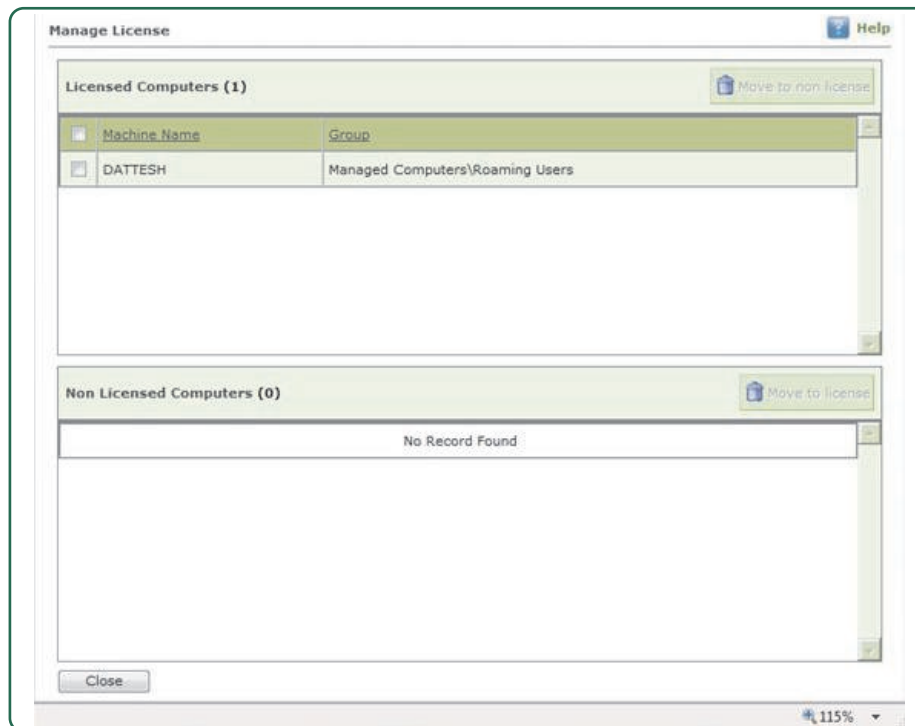 Manage License
Help
Licensed Computers (1)
Move to non license
Machine Name Group
DATTESH Managed Computers\Roaming Users
Non Licensed Computers (0)
Move to license
No Record Found
Close
115%